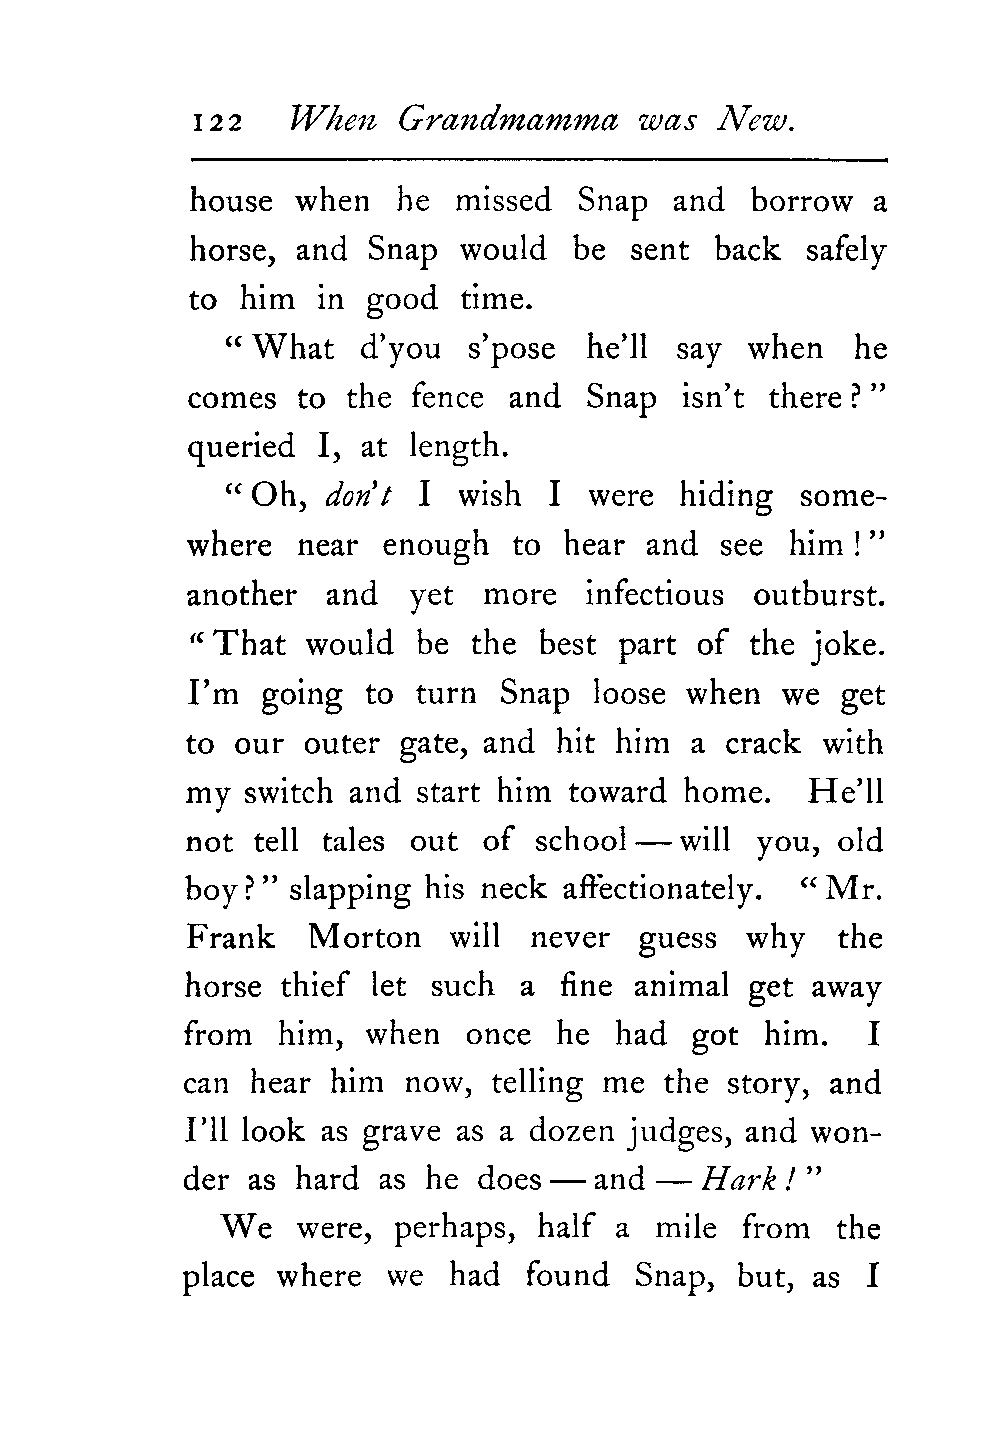 122 When Grandmamma was New.
house when he missed Snap and borrow a
horse, and Snap would be sent back safely
to him in good time.
“ What d’you s’pose he’ll say when he
comes to the fence and Snap isn’t there ? ”
queried I, at length.
“ Oh, don’t I wish I were hiding some-
where near enough to hear and see him ! ”
another and yet more infectious outburst.
“ That would be the best part of the joke.
I’m going to turn Snap loose when we get
to our outer gate, and hit him a crack with
my switch and start him toward home. He’ll
not tell tales out of school — will you, old
boy ? ” slapping his neck affectionately. “ Mr.
Frank Morton will never guess why the
horse thief let such a fine animal get away
from him, when once he had got him. I
can hear him now, telling me the story, and
I’ll look as grave as a dozen judges, and won-
der as hard as he does — and — Hark ! ”
We were, perhaps, half a mile from the
place where we had found Snap, but, as I